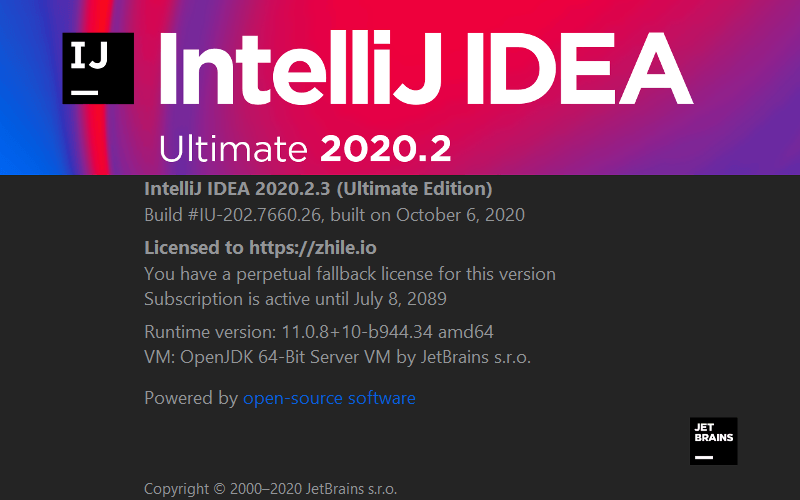 IJ
IntelliJ IDEA
Ultimate 2020.2
IntelliJ IDEA 2020.2.3 (Ultimate Edition)
Build #IU-202.7660.26, built on October 6, 2020
Licensed to https://zhile.io
You have a perpetual fallback license for this version
Subscription is active until July 8, 2089
Runtime version: 11.0.8+10-b944.34 amd64
VM: OpenJDK 64-Bit Server VM by JetBrains s.r.o.
Powered by open-source software
JET
BRAINS
Copyright © 2000–2020 JetBrains s.r.o.